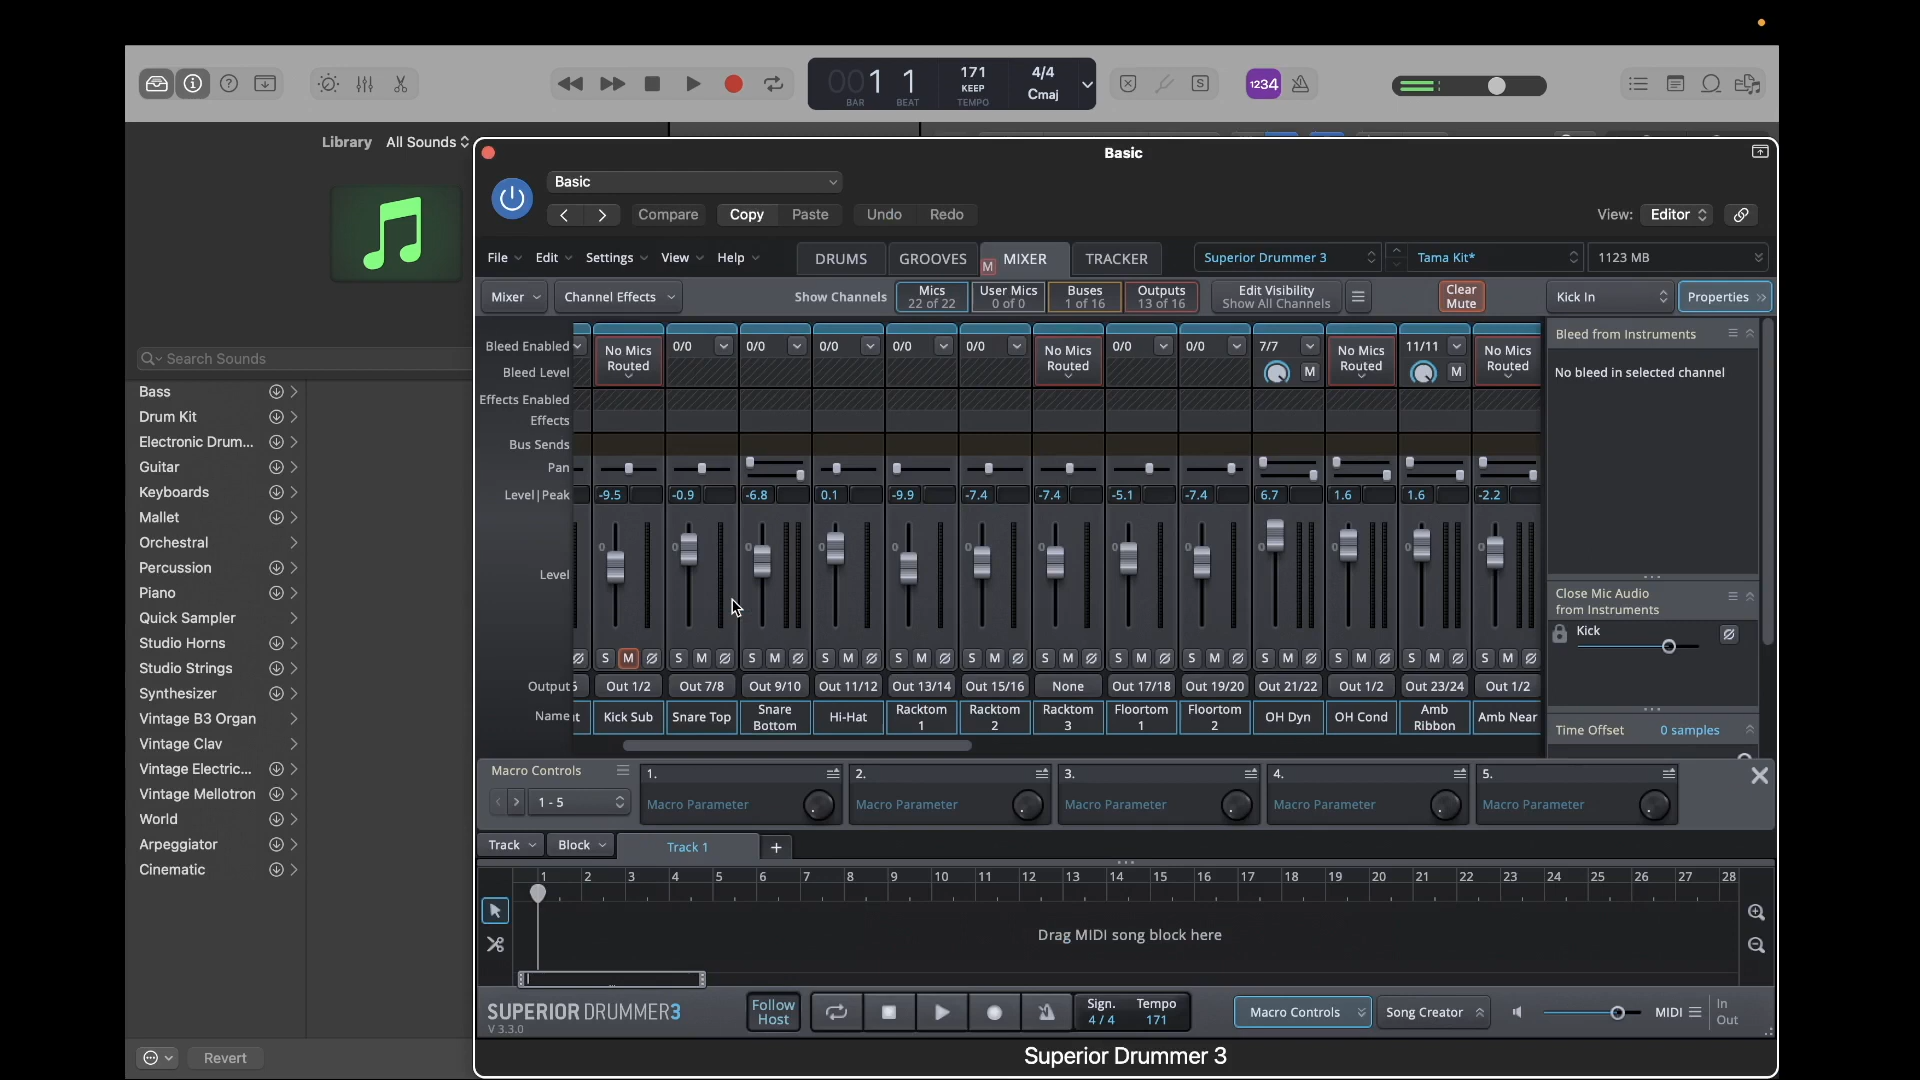 00 1 1
BAR
BEAT
171
KEEP
TEMPO
4/4
Cmaj
S
1234
Library
All Sounds
Search Sounds
Bass
Drum Kit
Electronic Drum...
Guitar
Keyboards
Mallet
Orchestral
Percussion
Piano
Quick Sampler
Studio Horns
Studio Strings
Synthesizer
Vintage B3 Organ
Vintage Clav
Vintage Electric...
Vintage Mellotron
World
Arpeggiator
Cinematic
Revert
Basic
Basic
Compare
Copy
Paste
Undo
Redo
View:
Editor
File
Edit
Settings
View
Help
DRUMS
GROOVES
M
MIXER
TRACKER
Superior Drummer 3
Tama Kit*
1123 MB
Mixer
Channel Effects
Show Channels
Mics
22 of 22
User Mics
0 of 0
Buses
1 of 16
Outputs
13 of 16
Edit Visibility
Show All Channels
Clear
Mute
Kick In
Properties
Bleed Enabled
No Mics
Routed
0/0
0/0
0/0
0/0
0/0
No Mics
Routed
0/0
0/0
7/7
No Mics
Routed
11/11
No Mics
Routed
Bleed Level
M
M
Effects Enabled
Effects
Bus Sends
Pan
Level|Peak
-9.5
-0.9
-6.8
0.1
-9.9
-7.4
-7.4
-5.1
-7.4
6.7
1.6
1.6
-2.2
0 0 0 0 0 0 0 0 0 0 0 0 0
Level
S M S M S M S M S M S M S M S M S M S M S M S M S M
Output
Out 1/2
Out 7/8
Out 9/10
Out 11/12
Out 13/14
Out 15/16
None
Out 17/18
Out 19/20
Out 21/22
Out 1/2
Out 23/24
Out 1/2
Name
Kick Sub
Snare Top
Snare
Bottom
Hi-Hat
Racktom
1
Racktom
2
Racktom
3
Floortom
1
Floortom
2
OH Dyn
OH Cond
Amb
Ribbon
Amb Near
Bleed from Instruments
No bleed in selected channel
Close Mic Audio
from Instruments
Kick
Time Offset
0 samples
Macro Controls
1 - 5
1.
Macro Parameter
2.
Macro Parameter
3.
Macro Parameter
4.
Macro Parameter
5.
Macro Parameter
Track
Block
Track 1
+
1 2 3 4 5 6 7 8 9 10 11 12 13 14 15 16 17 18 19 20 21 22 23 24 25 26 27 28
Drag MIDI song block here
SUPERIOR DRUMMER 3
V 3.3.0
Follow
Host
Sign.
4 / 4
Tempo
171
Macro Controls
Song Creator
MIDI
In
Out
Superior Drummer 3